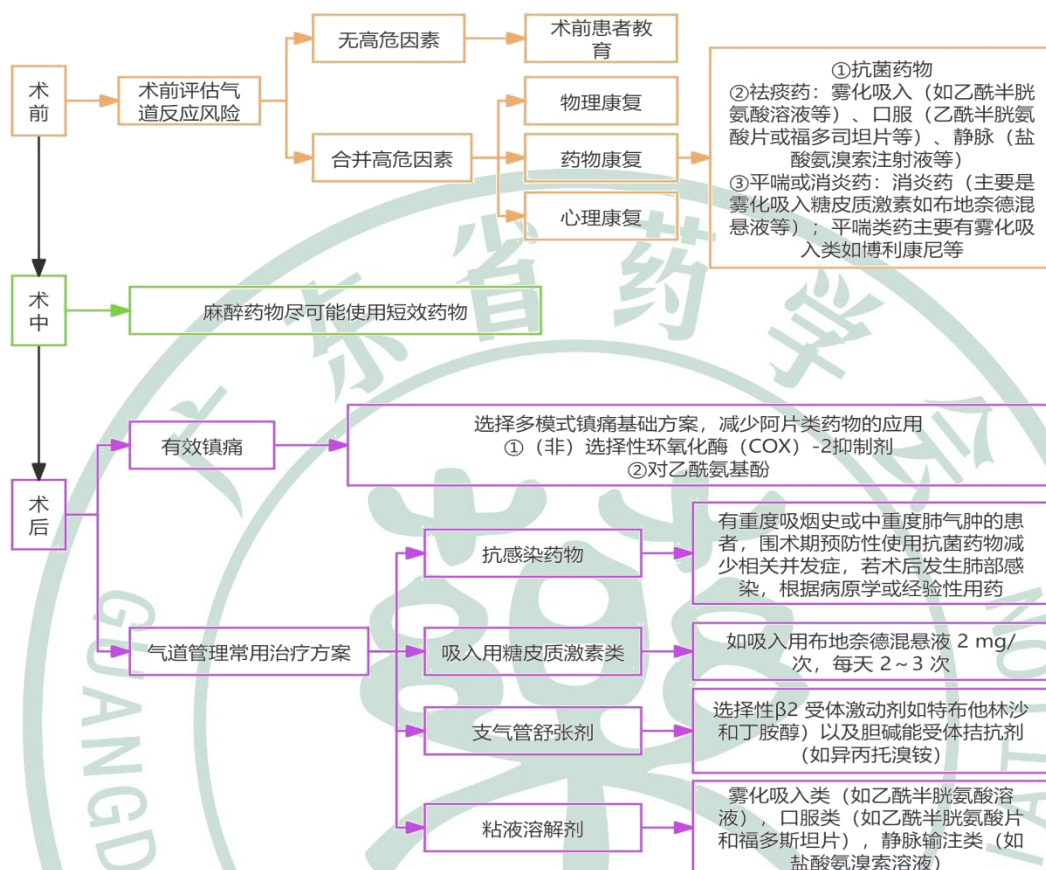 术
前
术前评估气
道反应风险
无高危因素
术前患者教
育
合并高危因素
物理康复
药物康复
心理康复
①抗菌药物
②祛痰药：雾化吸入（如乙酰半胱
氨酸溶液等）、口服（乙酰半胱氨
酸片或福多司坦片等）、静脉（盐
酸氨溴索注射液等）
③平喘或消炎药：消炎药（主要是
雾化吸入糖皮质激素如布地奈德混
悬液等）；平喘类药主要有雾化吸
入类如博利康尼等
术
中
麻醉药物尽可能使用短效药物
术
后
有效镇痛
选择多模式镇痛基础方案，减少阿片类药物的应用
①（非）选择性环氧化酶（COX）-2抑制剂
②对乙酰氨基酚
气道管理常用治疗方案
抗感染药物
有重度吸烟史或中重度肺气肿的患
者，围术期预防性使用抗菌药物减
少相关并发症，若术后发生肺部感
染，根据病原学或经验性用药
吸入用糖皮质激素类
如吸入用布地奈德混悬液 2 mg/
次，每天 2～3 次
支气管舒张剂
选择性β2 受体激动剂如特布他林沙
和丁胺醇）以及胆碱能受体拮抗剂
（如异丙托溴铵）
粘液溶解剂
雾化吸入类（如乙酰半胱氨酸溶
液），口服类（如乙酰半胱氨酸片
和福多斯坦片），静脉输注类（如
盐酸氨溴索溶液）
广东省药学会
GUANGD